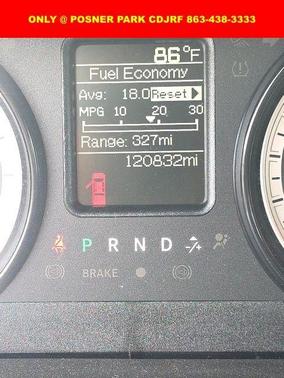 ONLY @ POSNER PARK CDJRF 863-438-3333
86°F
Fuel Economy
Avg: 18.0 Reset
MPG 10 20 30
Range: 327mi
120832mi
P R N D -/+
BRAKE